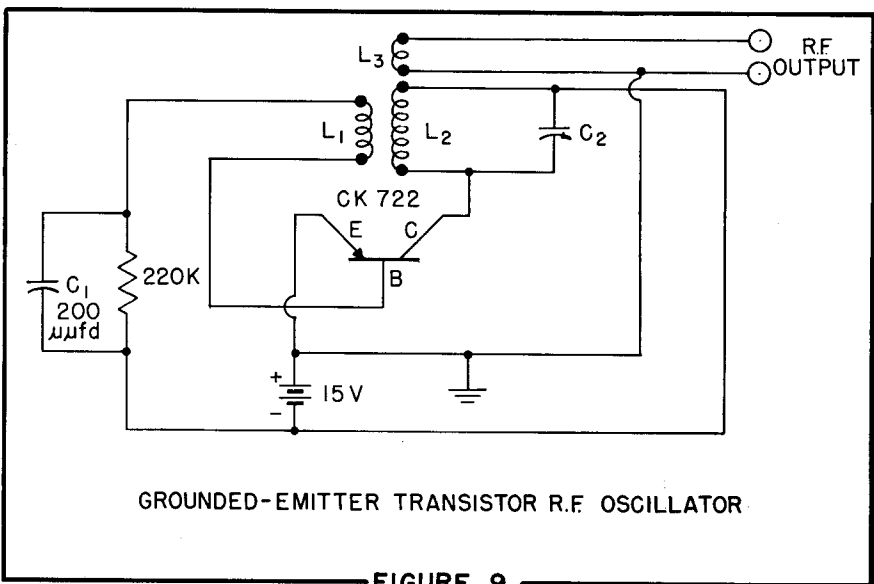 L3
R.F. OUTPUT
L1
L2
C2
CK 722
E
C
B
C1
200
μμfd
220K
+
15V
-
GROUNDED-EMITTER TRANSISTOR R.F. OSCILLATOR
FIGURE 9